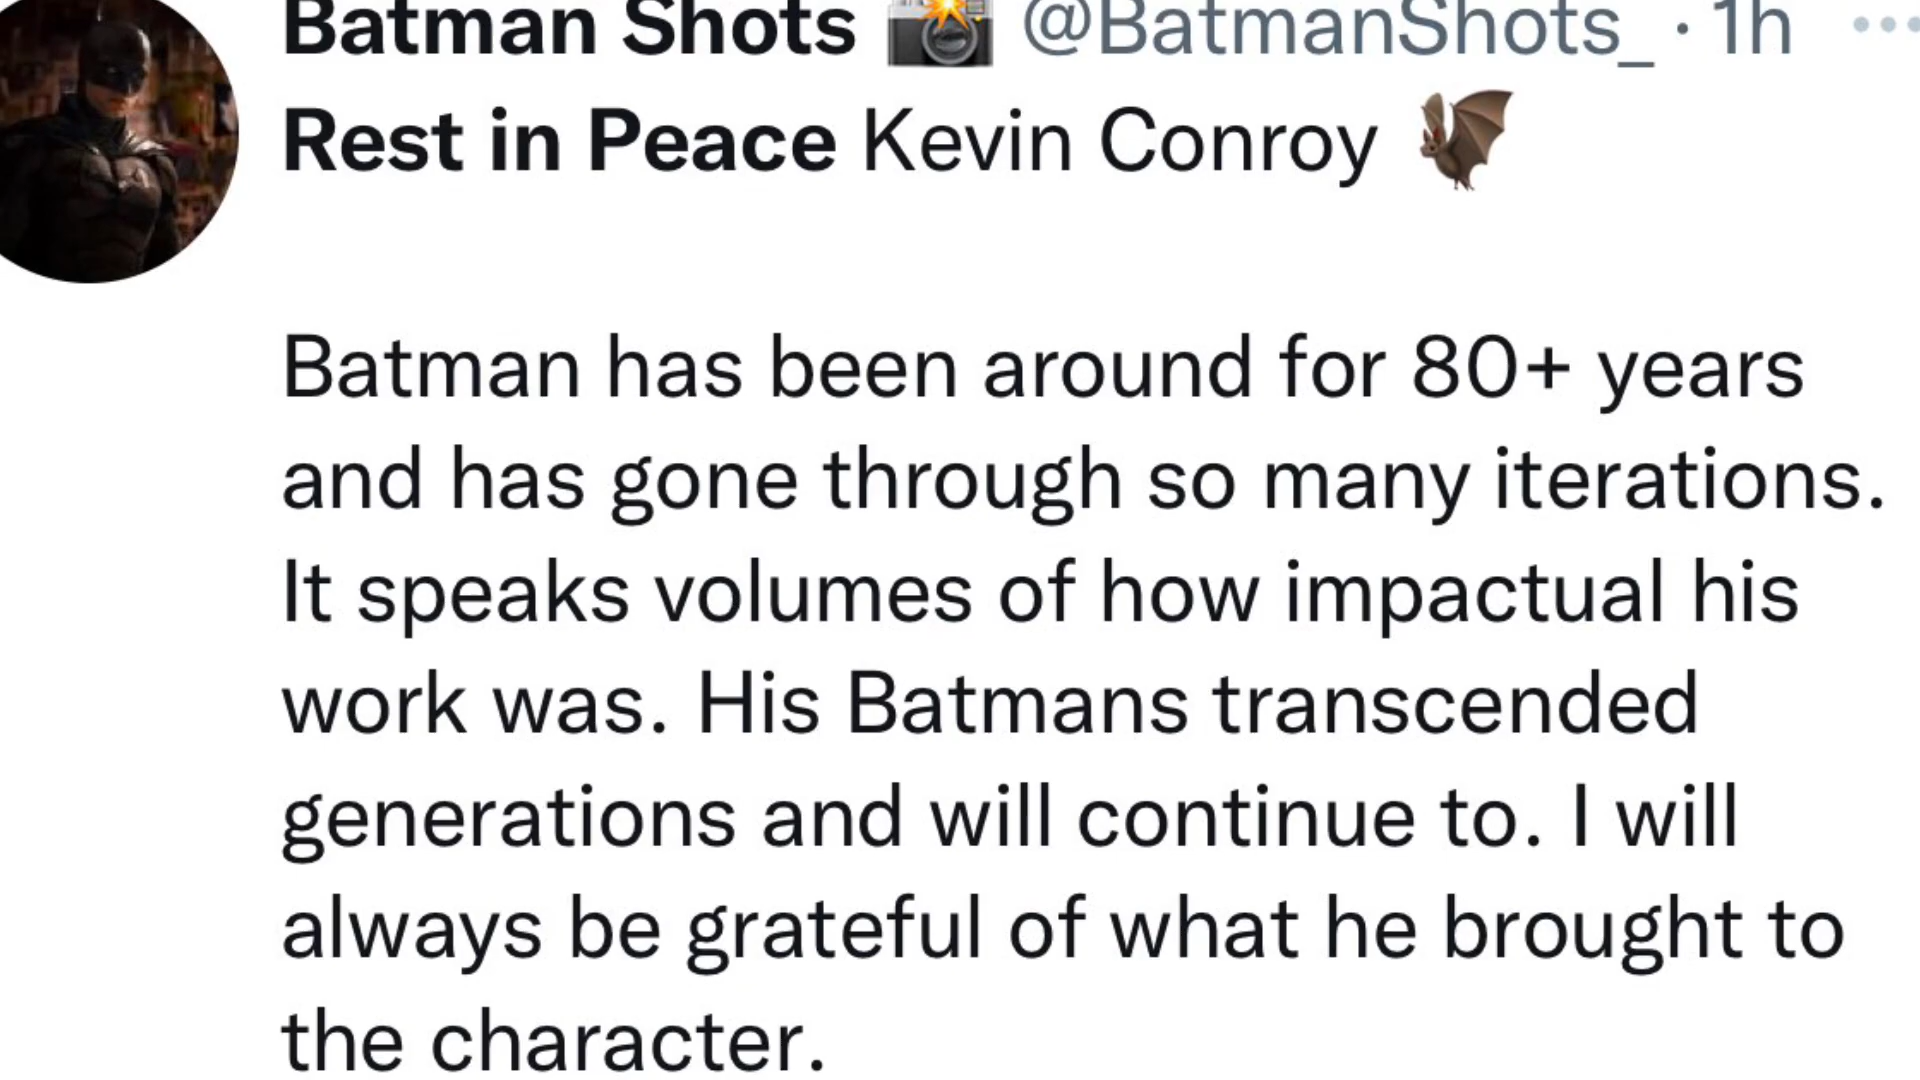 Batman Shots 📸 @BatmanShots_ · 1h
Rest in Peace Kevin Conroy 🦇
Batman has been around for 80+ years
and has gone through so many iterations.
It speaks volumes of how impactual his
work was. His Batmans transcended
generations and will continue to. I will
always be grateful of what he brought to
the character.